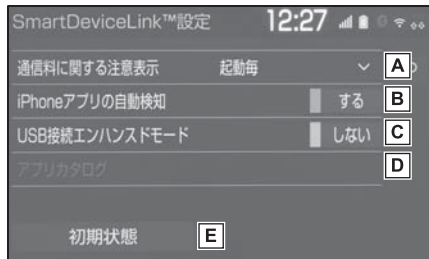 SmartDeviceLink™設定 12:27
通信料に関する注意表示 起動毎 A
iPhoneアプリの自動検知 する B
USB接続エンハンスドモード しない C
アプリカタログ D
初期状態 E